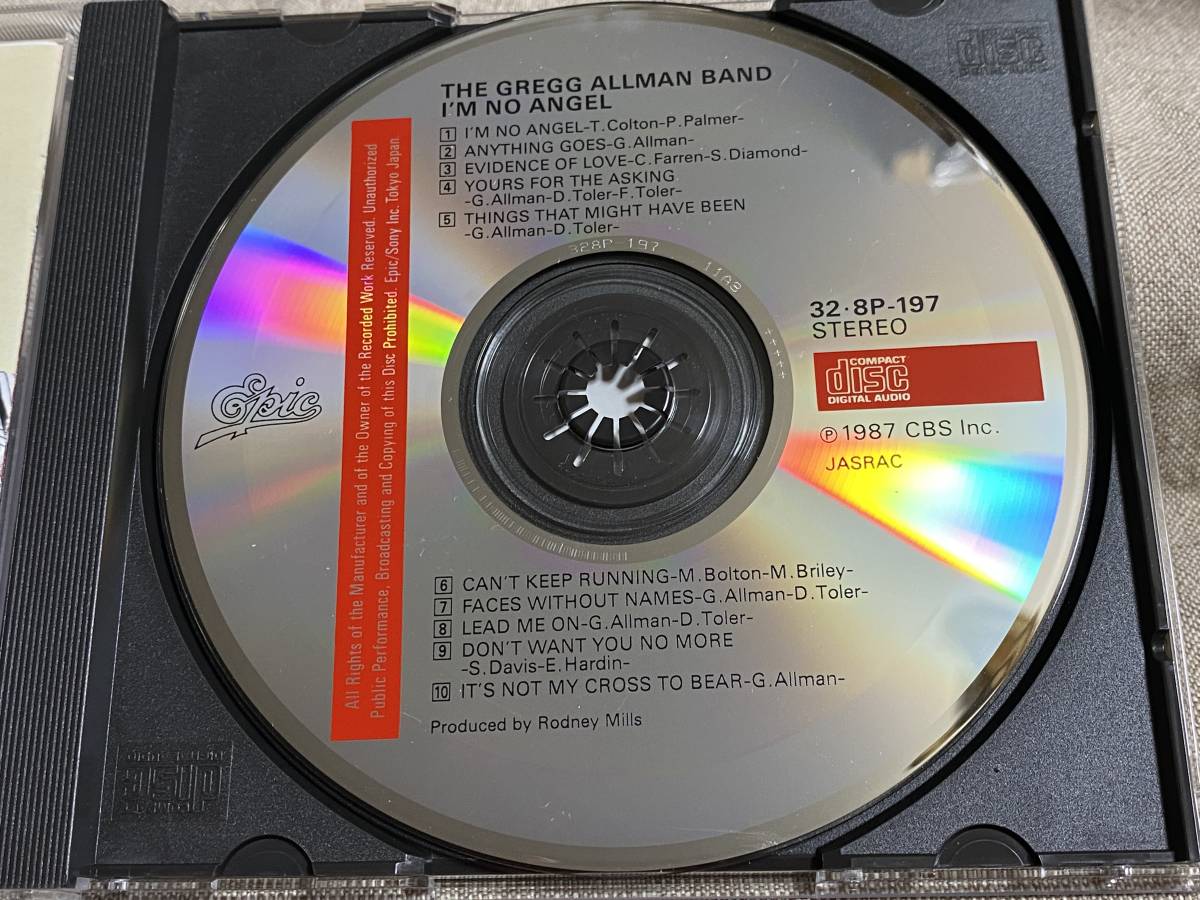 THE GREGG ALLMAN BAND
I'M NO ANGEL
1 I'M NO ANGEL-T.Colton-P.Palmer-
2 ANYTHING GOES-G.Allman-
3 EVIDENCE OF LOVE-C.Farren-S.Diamond-
4 YOURS FOR THE ASKING
-G.Allman-D.Toler-F.Toler-
5 THINGS THAT MIGHT HAVE BEEN
-G.Allman-D.Toler-
328P-197 11A3 +++++
32·8P-197
STEREO
COMPACT
disc
DIGITAL AUDIO
Ⓟ 1987 CBS Inc.
JASRAC
Epic
All Rights of the Manufacturer and of the Owner of the Recorded Work Reserved. Unauthorized
Public Performance, Broadcasting and Copying of this Disc Prohibited. Epic/Sony Inc. Tokyo Japan.
6 CAN'T KEEP RUNNING-M.Bolton-M.Briley-
7 FACES WITHOUT NAMES-G.Allman-D.Toler-
8 LEAD ME ON-G.Allman-D.Toler-
9 DON'T WANT YOU NO MORE
-S.Davis-E.Hardin-
10 IT'S NOT MY CROSS TO BEAR-G.Allman-
Produced by Rodney Mills
disc